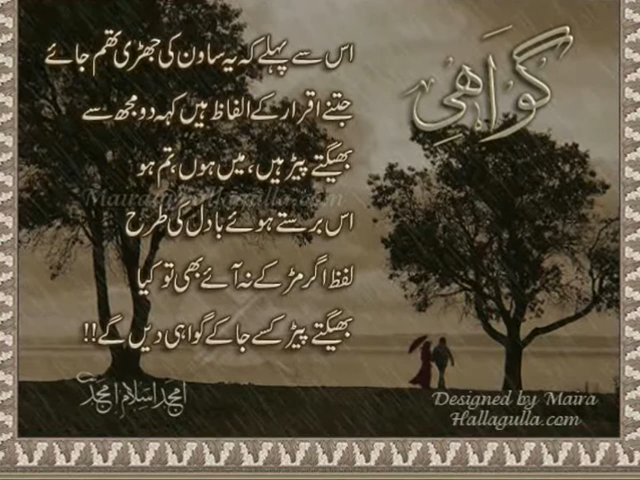 گواہی
اس سے پہلے کہ یہ ساون کی جھڑی تھم جائے
جتنے اقرار کے الفاظ ہیں کہہ دو مجھ سے
بھیگتے پیڑ ہیں، میں ہوں، تم ہو
Maira Hallagulla.com
اس برستے ہوئے بادل کی طرح
لفظ اگر مڑ کے نہ آئے بھی تو کیا
بھیگتے پیڑ کسے جا کے گواہی دیں گے!!
امجد اسلام امجد
Designed by Maira
Hallagulla.com